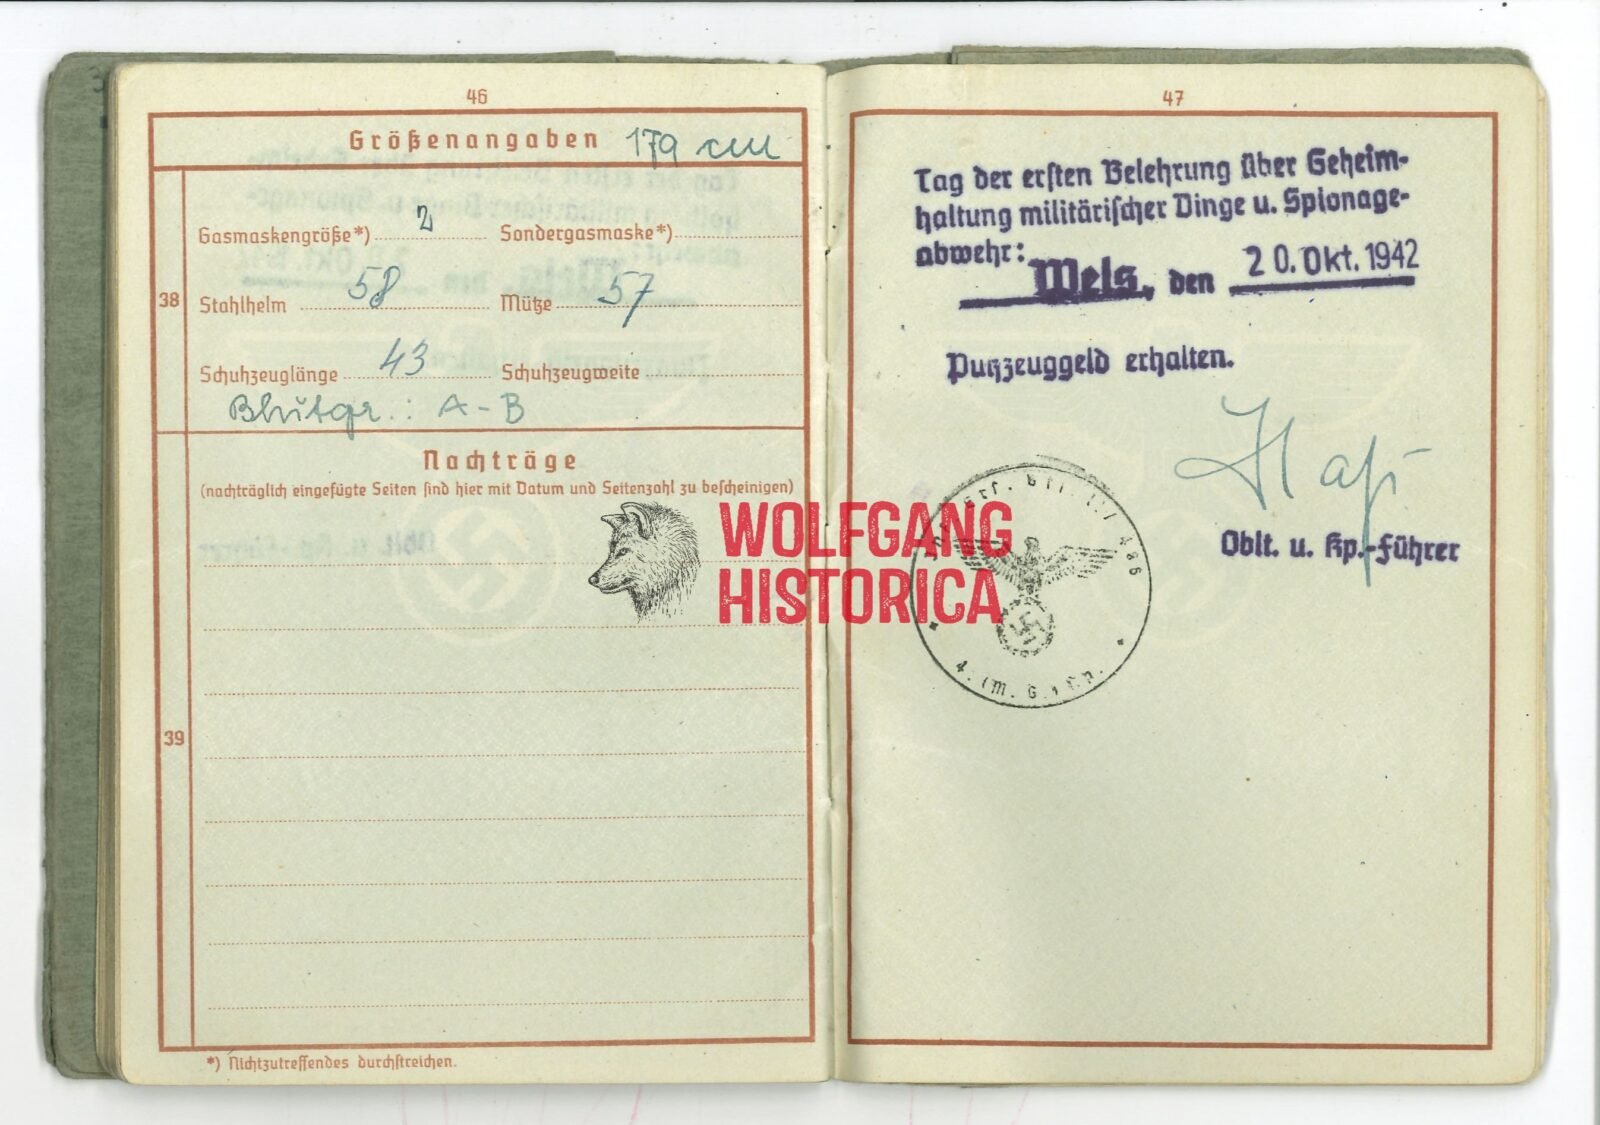 46
Größenangaben 179 cm
38
Gasmaskengröße*) 2 Sondergasmaske*)
Stahlhelm 58 Mütze 57
Schuhzeuglänge 43 Schuhzeugweite
Blutgr.: A-B
39
Nachträge
(nachträglich eingefügte Seiten sind hier mit Datum und Seitenzahl zu bescheinigen)
*) Nichtzutreffendes durchstreichen.
WOLFGANG
HISTORICA
47
Tag der ersten Belehrung über Geheim-
haltung militärischer Dinge u. Spionage-
abwehr:
Wels, den 20. Okt. 1942
Putzzeuggeld erhalten.
Oblt. u. Kp.-Führer
4. (M.G.) Kp.